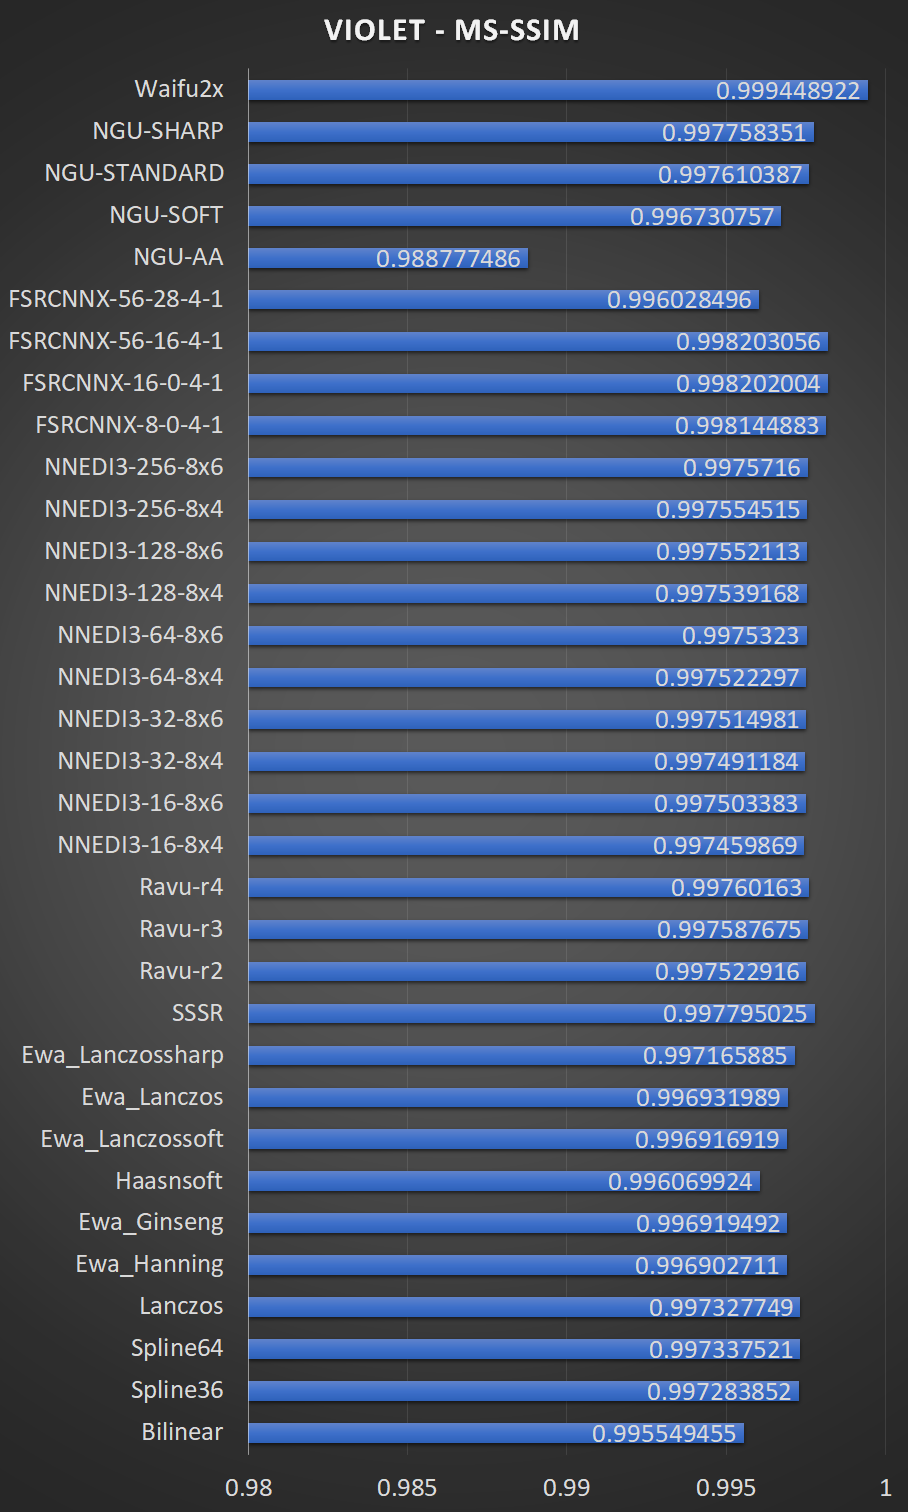 VIOLET - MS-SSIM
Waifu2x 0.999448922
NGU-SHARP 0.997758351
NGU-STANDARD 0.997610387
NGU-SOFT 0.996730757
NGU-AA 0.988777486
FSRCNNX-56-28-4-1 0.996028496
FSRCNNX-56-16-4-1 0.998203056
FSRCNNX-16-0-4-1 0.998202004
FSRCNNX-8-0-4-1 0.998144883
NNEDI3-256-8x6 0.9975716
NNEDI3-256-8x4 0.997554515
NNEDI3-128-8x6 0.997552113
NNEDI3-128-8x4 0.997539168
NNEDI3-64-8x6 0.9975323
NNEDI3-64-8x4 0.997522297
NNEDI3-32-8x6 0.997514981
NNEDI3-32-8x4 0.997491184
NNEDI3-16-8x6 0.997503383
NNEDI3-16-8x4 0.997459869
Ravu-r4 0.99760163
Ravu-r3 0.997587675
Ravu-r2 0.997522916
SSSR 0.997795025
Ewa_Lanczossharp 0.997165885
Ewa_Lanczos 0.996931989
Ewa_Lanczossoft 0.996916919
Haasnsoft 0.996069924
Ewa_Ginseng 0.996919492
Ewa_Hanning 0.996902711
Lanczos 0.997327749
Spline64 0.997337521
Spline36 0.997283852
Bilinear 0.995549455
0.98 0.985 0.99 0.995 1